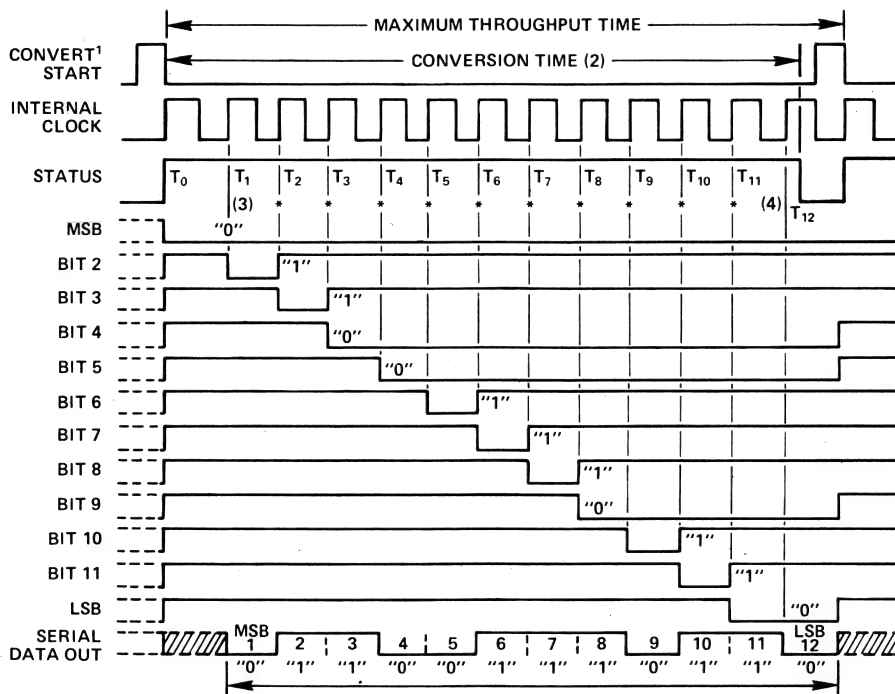 MAXIMUM THROUGHPUT TIME
CONVERT¹ START
CONVERSION TIME (2)
INTERNAL CLOCK
STATUS
T₀ T₁ T₂ T₃ T₄ T₅ T₆ T₇ T₈ T₉ T₁₀ T₁₁
(3) * * * * * * * * * * (4) T₁₂
MSB "0"
BIT 2 "1"
BIT 3 "1"
BIT 4 "0"
BIT 5 "0"
BIT 6 "1"
BIT 7 "1"
BIT 8 "1"
BIT 9 "0"
BIT 10 "1"
BIT 11 "1"
LSB "0"
SERIAL DATA OUT
MSB LSB
1 2 3 4 5 6 7 8 9 10 11 12
"0" "1" "1" "0" "0" "1" "1" "1" "0" "1" "1" "0"